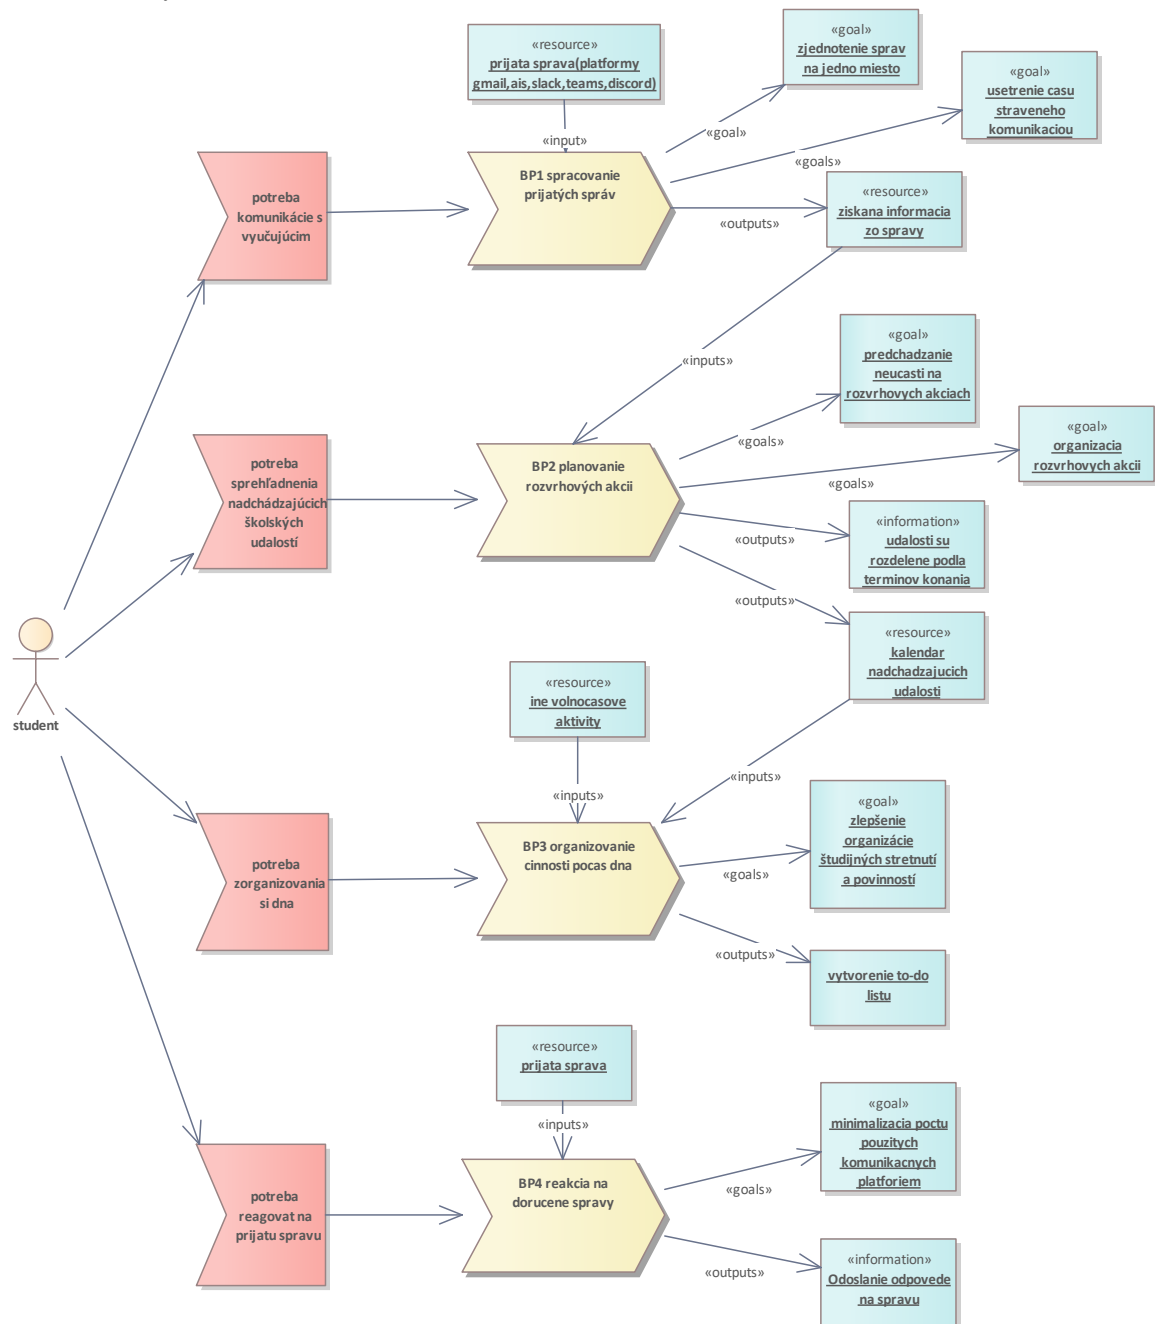 «resource»
prijata sprava(platformy
gmail,ais,slack,teams,discord)
«goal»
zjednotenie sprav
na jedno miesto
«goal»
usetrenie casu
straveneho
komunikaciou
«input»
«goal»
«goals»
potreba
komunikácie s
vyučujúcim
BP1 spracovanie
prijatých správ
«outputs»
«resource»
ziskana informacia
zo spravy
«inputs»
«goal»
predchadzanie
neucasti na
rozvrhovych akciach
«goal»
organizacia
rozvrhovych akcii
potreba
sprehľadnenia
nadchádzajúcich
školských
udalostí
BP2 planovanie
rozvrhových akcii
«goals»
«goals»
«outputs»
«information»
udalosti su
rozdelene podla
terminov konania
«outputs»
«resource»
kalendar
nadchadzajucich
udalosti
student
«resource»
ine volnocasove
aktivity
«inputs»
«inputs»
potreba
zorganizovania
si dna
BP3 organizovanie
cinnosti pocas dna
«goals»
«goal»
zlepšenie
organizácie
študijných stretnutí
a povinností
«outputs»
vytvorenie to-do
listu
«resource»
prijata sprava
«inputs»
potreba
reagovat na
prijatu spravu
BP4 reakcia na
dorucene spravy
«goals»
«goal»
minimalizacia poctu
pouzitych
komunikacnych
platforiem
«outputs»
«information»
Odoslanie odpovede
na spravu